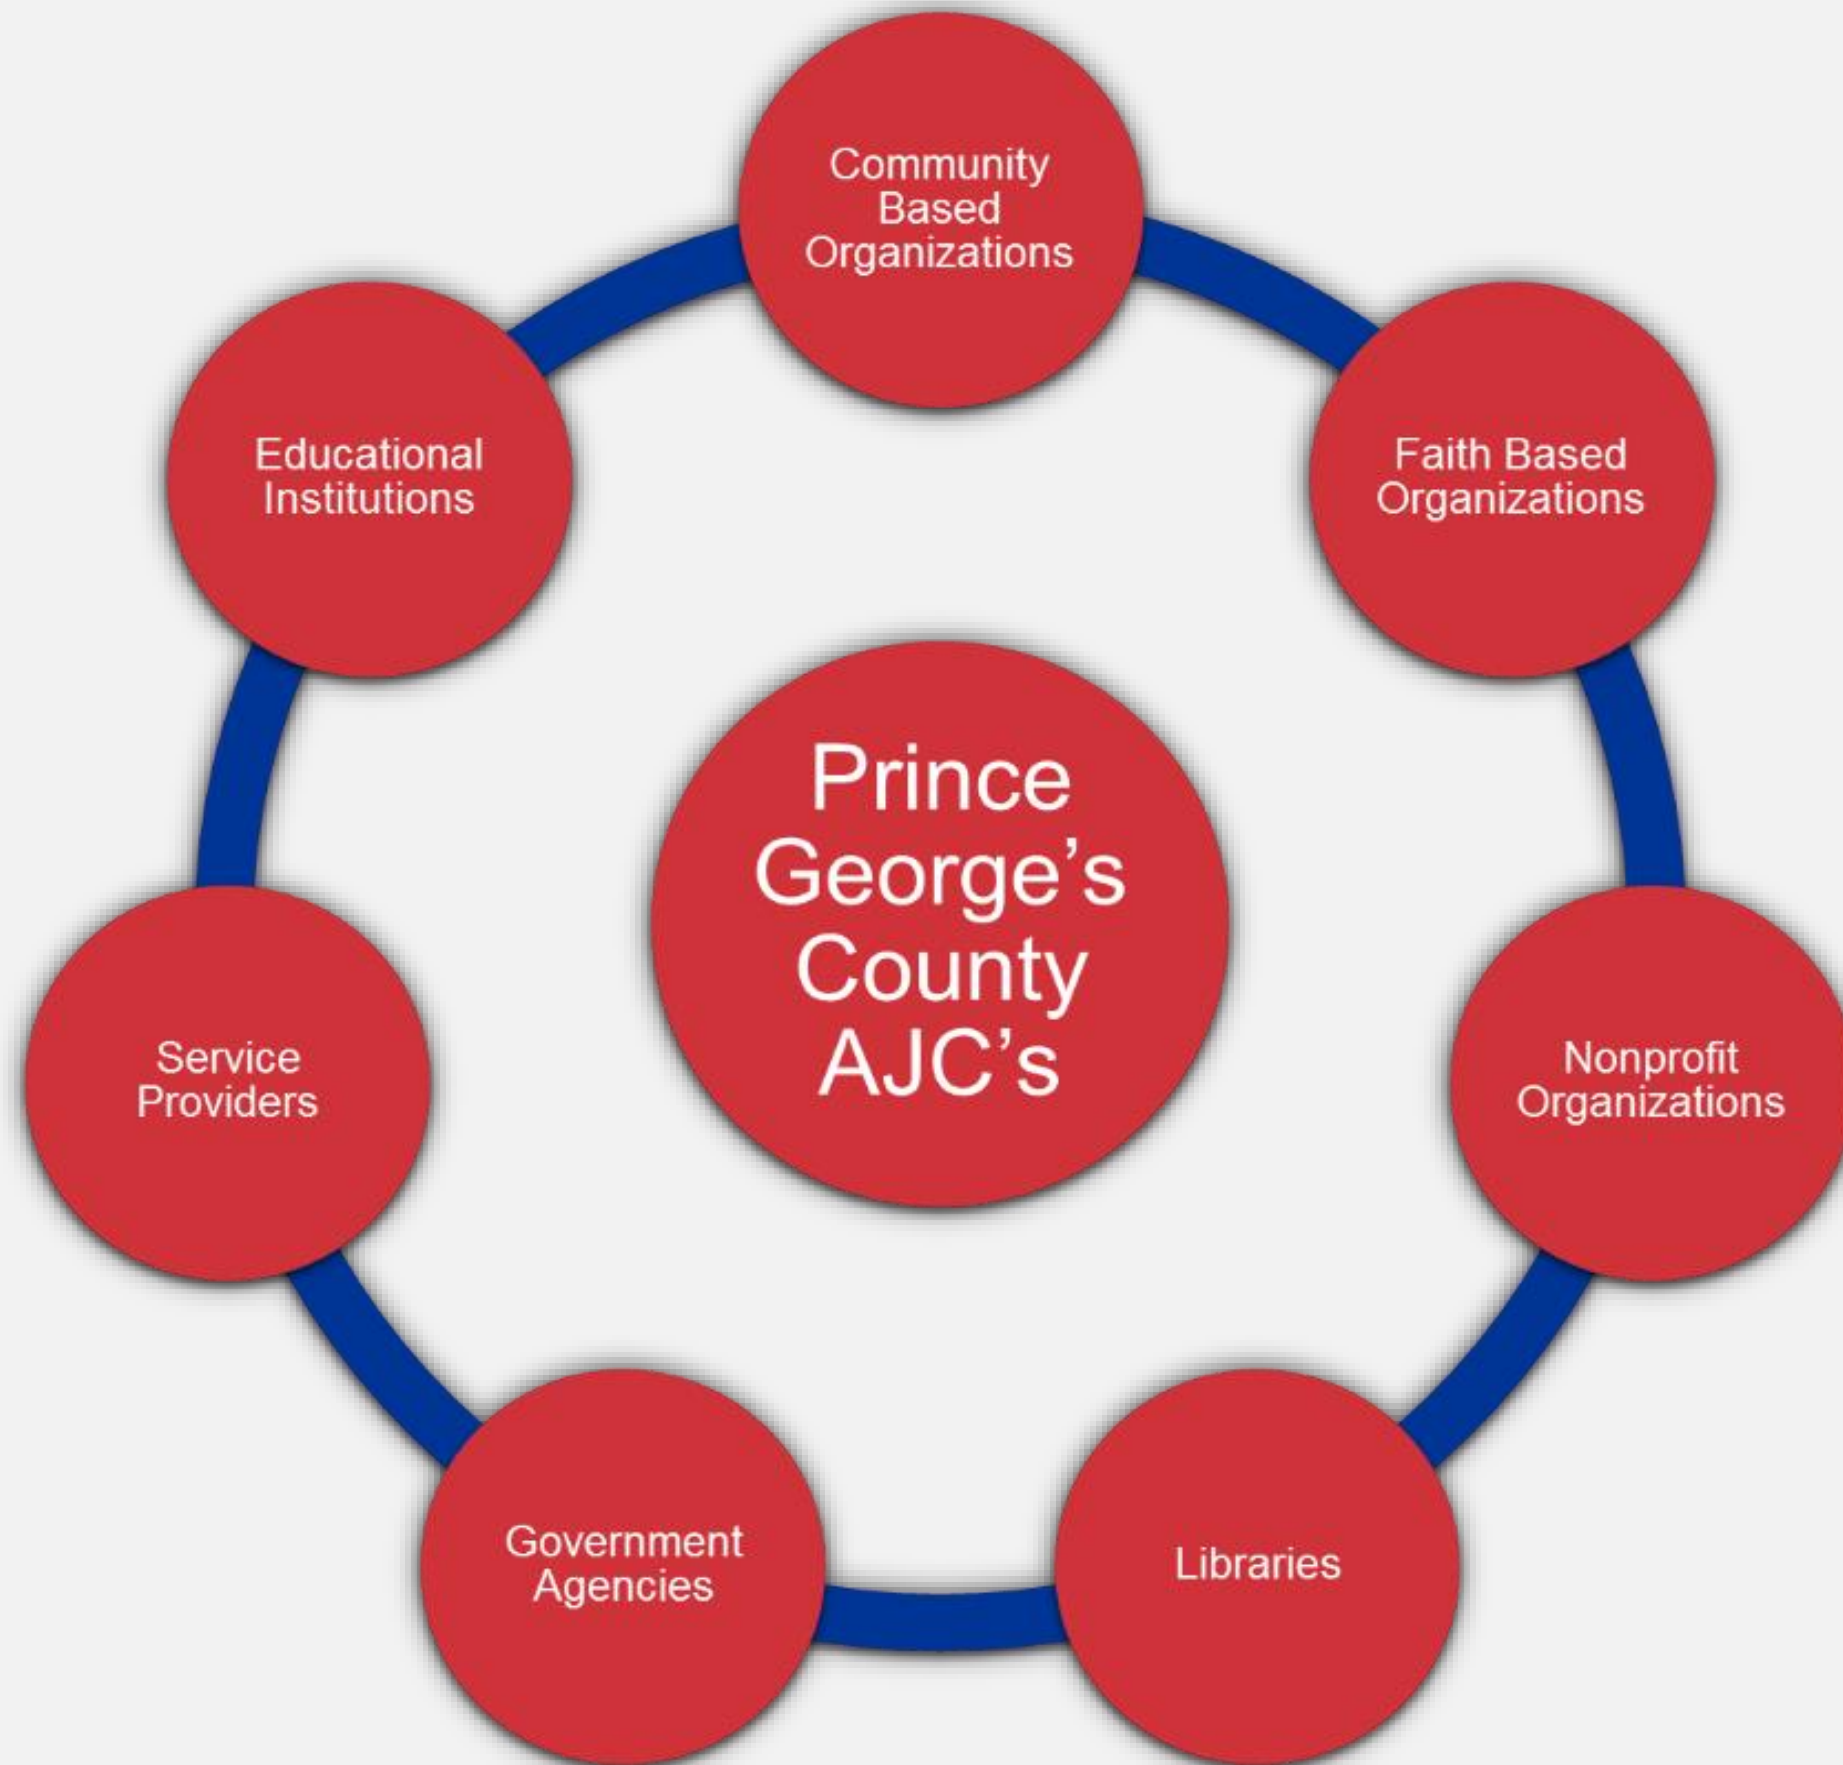 Community
Based
Organizations
Faith Based
Organizations
Nonprofit
Organizations
Libraries
Government
Agencies
Service
Providers
Educational
Institutions
Prince
George’s
County
AJC’s